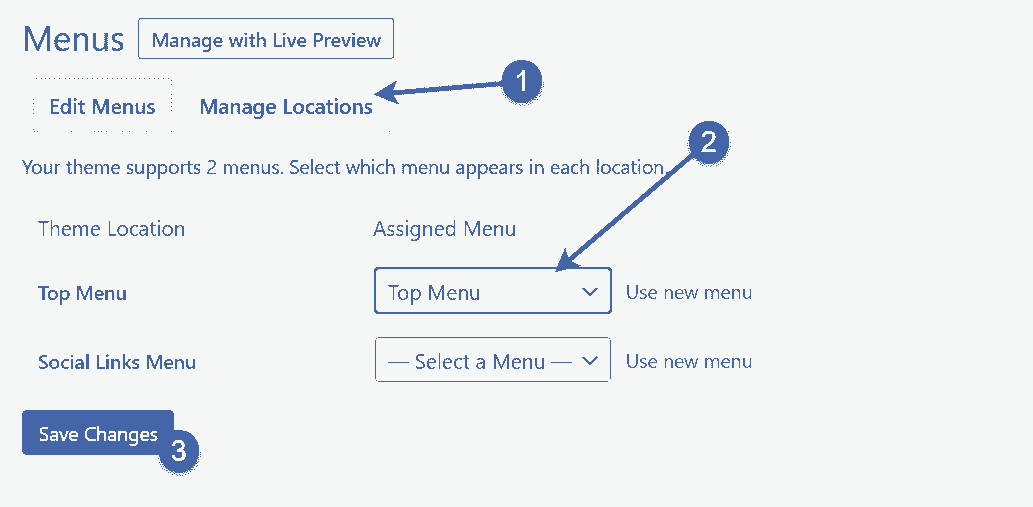 Menus Manage with Live Preview
1
Edit Menus Manage Locations
2
Your theme supports 2 menus. Select which menu appears in each location.
Theme Location Assigned Menu
Top Menu Top Menu Use new menu
Social Links Menu — Select a Menu — Use new menu
Save Changes
3